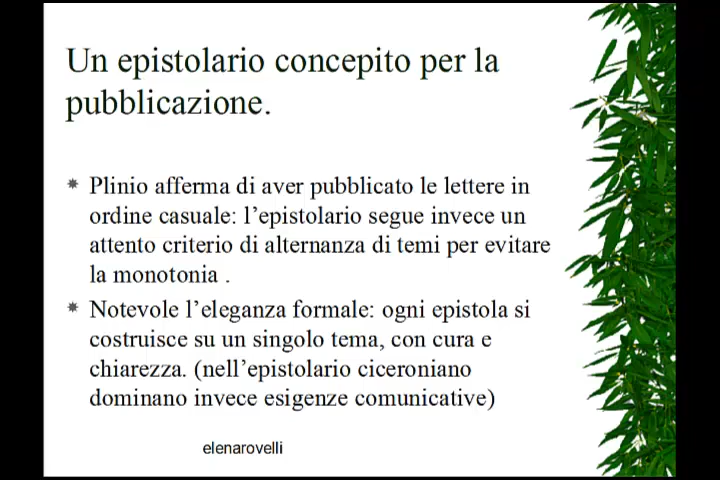 Un epistolario concepito per la
pubblicazione.
Plinio afferma di aver pubblicato le lettere in
ordine casuale: l'epistolario segue invece un
attento criterio di alternanza di temi per evitare
la monotonia .
Notevole l'eleganza formale: ogni epistola si
costruisce su un singolo tema, con cura e
chiarezza. (nell'epistolario ciceroniano
dominano invece esigenze comunicative)
elenarovelli